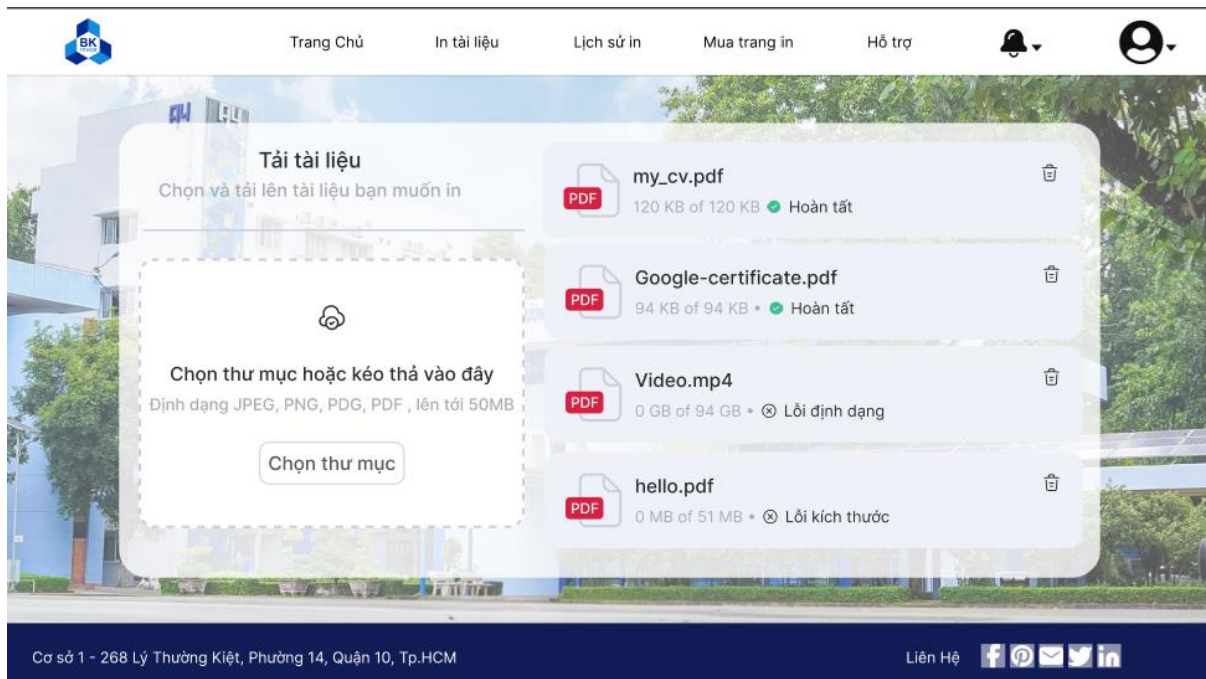 BK
TP.HCM
Trang Chủ
In tài liệu
Lịch sử in
Mua trang in
Hỗ trợ
Tải tài liệu
Chọn và tải lên tài liệu bạn muốn in
Chọn thư mục hoặc kéo thả vào đây
Định dạng JPEG, PNG, PDG, PDF , lên tới 50MB
Chọn thư mục
PDF
my_cv.pdf
120 KB of 120 KB Hoàn tất
PDF
Google-certificate.pdf
94 KB of 94 KB • Hoàn tất
PDF
Video.mp4
0 GB of 94 GB • Lỗi định dạng
PDF
hello.pdf
0 MB of 51 MB • Lỗi kích thước
Cơ sở 1 - 268 Lý Thường Kiệt, Phường 14, Quận 10, Tp.HCM
Liên Hệ